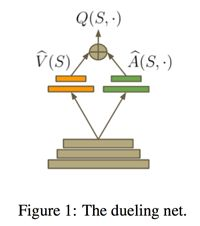 Q(S, ·)
V̂(S) Â(S, ·)
Figure 1: The dueling net.